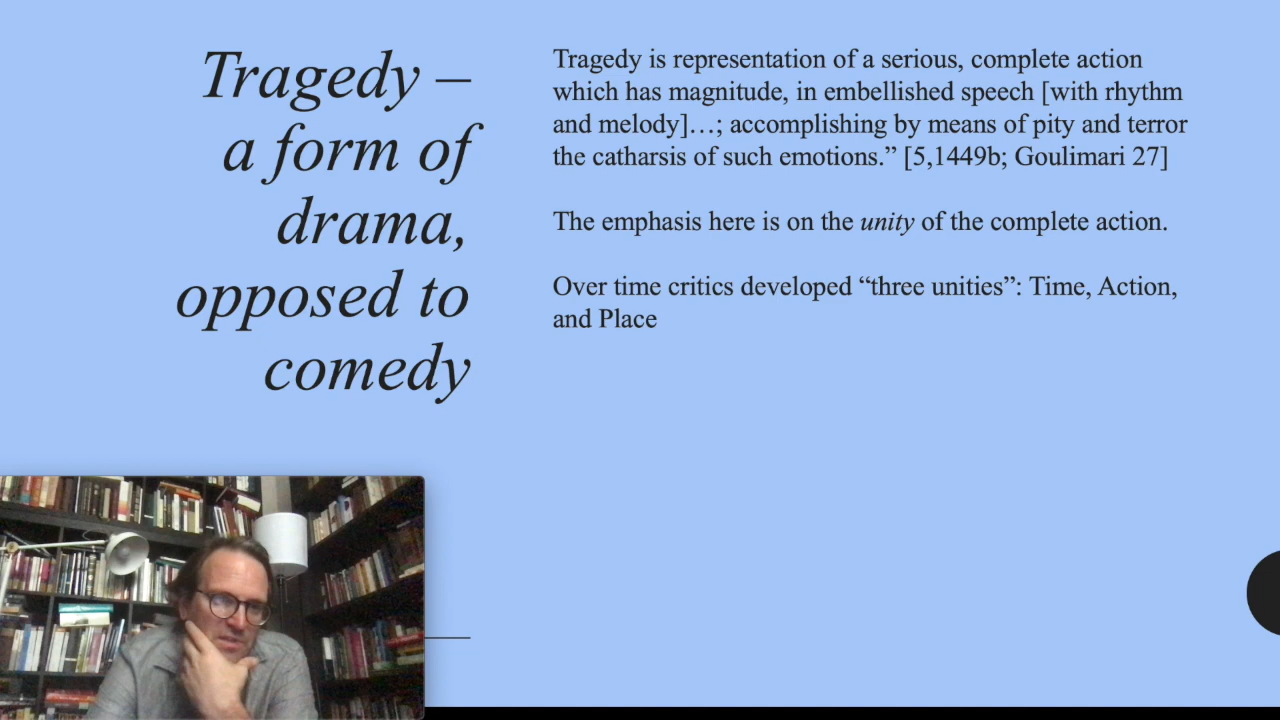 Tragedy –
a form of
drama,
opposed to
comedy
Tragedy is representation of a serious, complete action
which has magnitude, in embellished speech [with rhythm
and melody]…; accomplishing by means of pity and terror
the catharsis of such emotions.” [5,1449b; Goulimari 27]
The emphasis here is on the unity of the complete action.
Over time critics developed “three unities”: Time, Action,
and Place